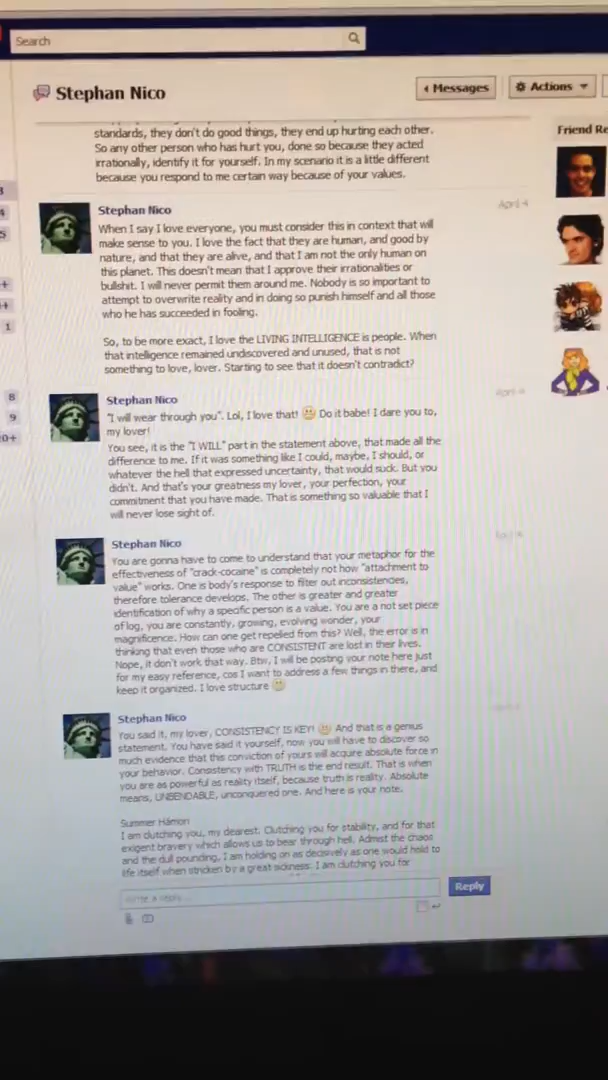 Search
Stephan Nico
Messages
Actions
Friend Re
standards, they don't do good things, they end up hurting each other.
So any other person who has hurt you, done so because they acted
irrationally, identify it for yourself. In my scenario it is a little different
because you respond to me certain way because of your values.
Stephan Nico
April 4
When I say I love everyone, you must consider this in context that will
make sense to you. I love the fact that they are human, and good by
nature, and that they are alive, and that I am not the only human on
this planet. This doesn't mean that I approve their irrationalities or
bullshit. I will never permit them around me. Nobody is so important to
attempt to overwrite reality and in doing so punish himself and all those
who he has succeeded in fooling.
So, to be more exact, I love the LIVING INTELLIGENCE is people. When
that intelligence remained undiscovered and unused, that is not
something to love, lover. Starting to see that it doesn't contradict?
Stephan Nico
April 4
"I will wear through you". Lol, I love that! Do it babe! I dare you to,
my lover!
You see, it is the "I WILL" part in the statement above, that made all the
difference to me. If it was something like I could, maybe, I should, or
whatever the hell that expressed uncertainty, that would suck. But you
didn't. And that's your greatness my lover, your perfection, your
commitment that you have made. That is something so valuable that I
will never lose sight of.
Stephan Nico
You are gonna have to come to understand that your metaphor for the
effectiveness of "crack-cocaine" is completely not how "attachment to
value" works. One is body's response to filter out inconsistencies,
therefore tolerance develops. The other is greater and greater
identification of why a specific person is a value. You are a not set piece
of log, you are constantly, growing, evolving wonder, your
magnificence. How can one get repelled from this? Well, the error is in
thinking that even those who are CONSISTENT are lost in their lives.
Nope, it don't work that way. Btw, I will be posting your note here just
for my easy reference, cos I want to address a few things in there, and
keep it organized. I love structure
Stephan Nico
You said it, my lover, CONSISTENCY IS KEY! And that is a genius
statement. You have said it yourself, now you will have to discover so
much evidence that this conviction of yours will acquire absolute force in
your behavior. Consistency with TRUTH is the end result. That is when
you are as powerful as reality itself, because truth is reality. Absolute
means, UNBENDABLE, unconquered one. And here is your note.
Summer Hámori
I am clutching you, my dearest. Clutching you for stability, and for that
exigent bravery which allows us to bear through hell. Admist the chaos
and the dull pounding, I am holding on as decisively as one would hold to
life itself when stricken by a great sickness. I am clutching you for
Write a reply...
Reply